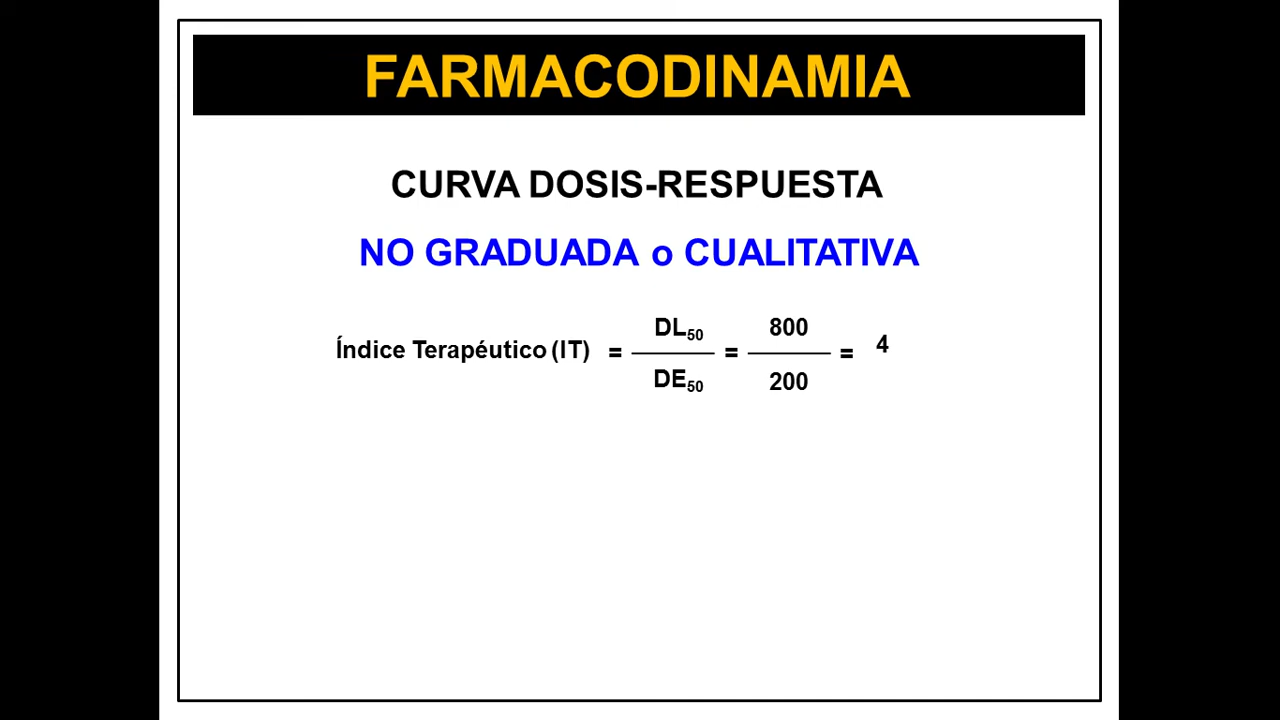 FARMACODINAMIA
CURVA DOSIS-RESPUESTA
NO GRADUADA o CUALITATIVA
Índice Terapéutico (IT) = DL50 / DE50 = 800 / 200 = 4